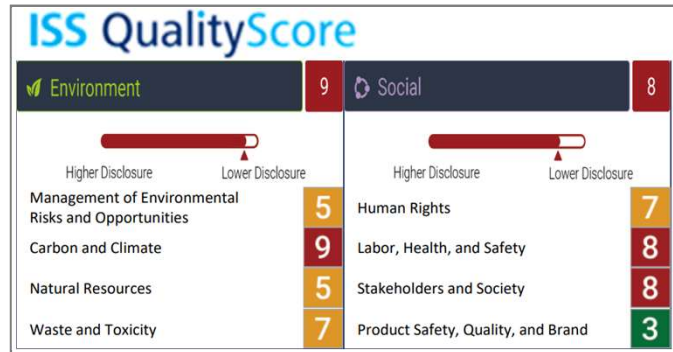 ISS QualityScore
Environment 9
Higher Disclosure Lower Disclosure
Management of Environmental
Risks and Opportunities 5
Carbon and Climate 9
Natural Resources 5
Waste and Toxicity 7
Social 8
Higher Disclosure Lower Disclosure
Human Rights 7
Labor, Health, and Safety 8
Stakeholders and Society 8
Product Safety, Quality, and Brand 3